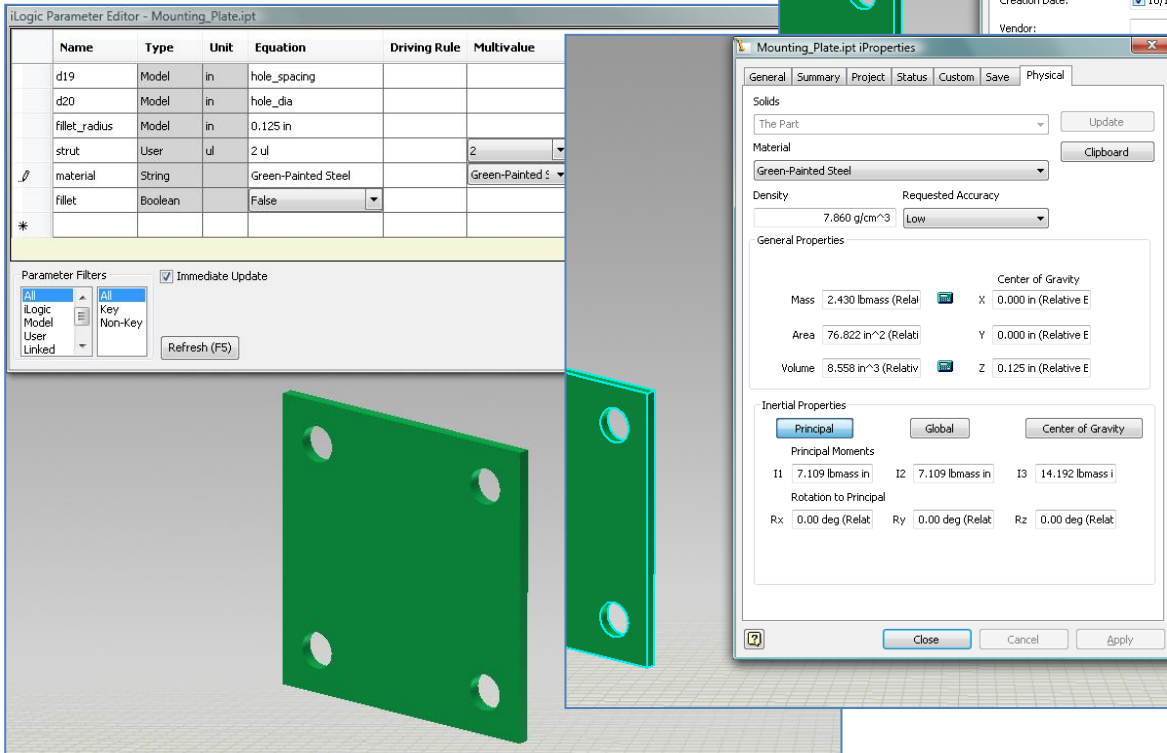 iLogic Parameter Editor - Mounting_Plate.ipt
Name Type Unit Equation Driving Rule Multivalue
d19 Model in hole_spacing
d20 Model in hole_dia
fillet_radius Model in 0.125 in
strut User ul 2 ul 2
material String Green-Painted Steel Green-Painted S
fillet Boolean False
Parameter Filters
Immediate Update
All
iLogic
Model
User
Linked
All
Key
Non-Key
Refresh (F5)
Creation Date:
Vendor:
Mounting_Plate.ipt iProperties
General Summary Project Status Custom Save Physical
Solids
The Part Update
Material Clipboard
Green-Painted Steel
Density Requested Accuracy
7.860 g/cm^3 Low
General Properties
Center of Gravity
Mass 2.430 lbmass (Relat X 0.000 in (Relative E
Area 76.822 in^2 (Relati Y 0.000 in (Relative E
Volume 8.558 in^3 (Relativ Z 0.125 in (Relative E
Inertial Properties
Principal Global Center of Gravity
Principal Moments
I1 7.109 lbmass in I2 7.109 lbmass in I3 14.192 lbmass i
Rotation to Principal
Rx 0.00 deg (Relat Ry 0.00 deg (Relat Rz 0.00 deg (Relat
Close Cancel Apply